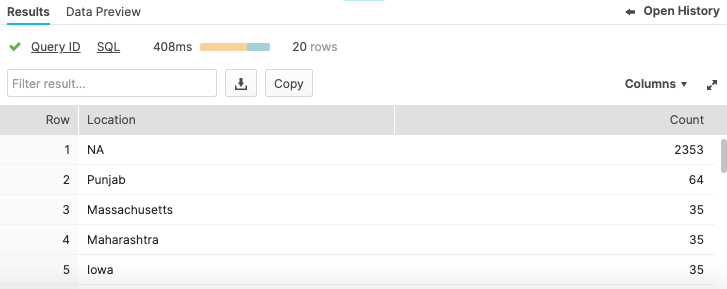 Results Data Preview Open History
Query ID SQL 408ms 20 rows
Filter result... Copy Columns
Row Location Count
1 NA 2353
2 Punjab 64
3 Massachusetts 35
4 Maharashtra 35
5 Iowa 35